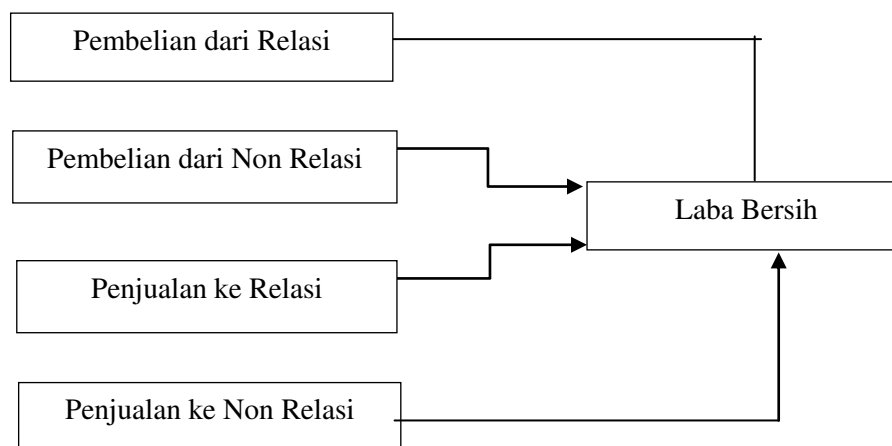 Pembelian dari Relasi
Pembelian dari Non Relasi
Laba Bersih
Penjualan ke Relasi
Penjualan ke Non Relasi